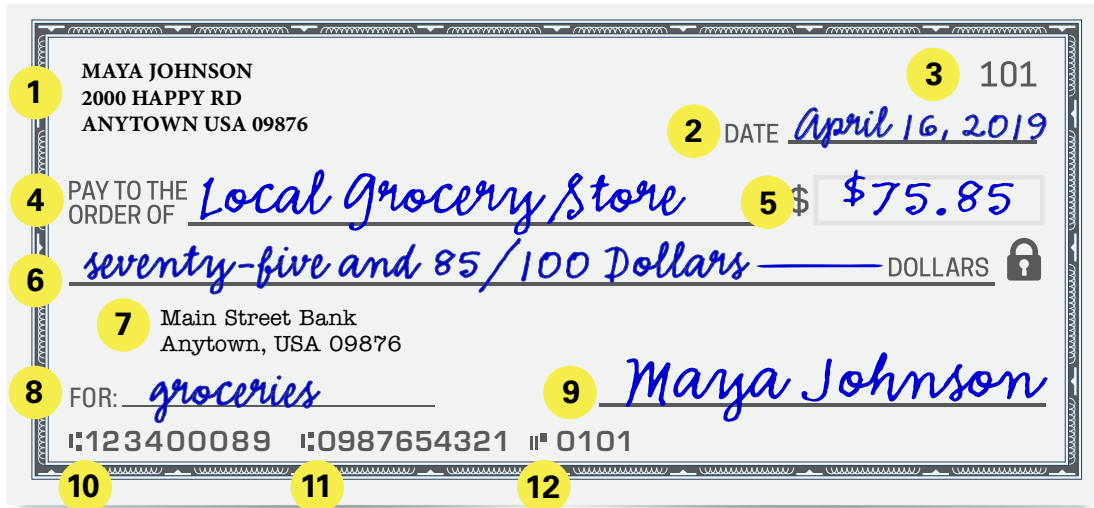 1 MAYA JOHNSON
2000 HAPPY RD
ANYTOWN USA 09876
3 101
2 DATE April 16, 2019
4 PAY TO THE ORDER OF Local Grocery Store 5 $ $75.85
6 seventy-five and 85/100 Dollars DOLLARS
7 Main Street Bank
Anytown, USA 09876
8 FOR: groceries 9 Maya Johnson
⑆123400089 ⑆0987654321 ⑈0101
10 11 12